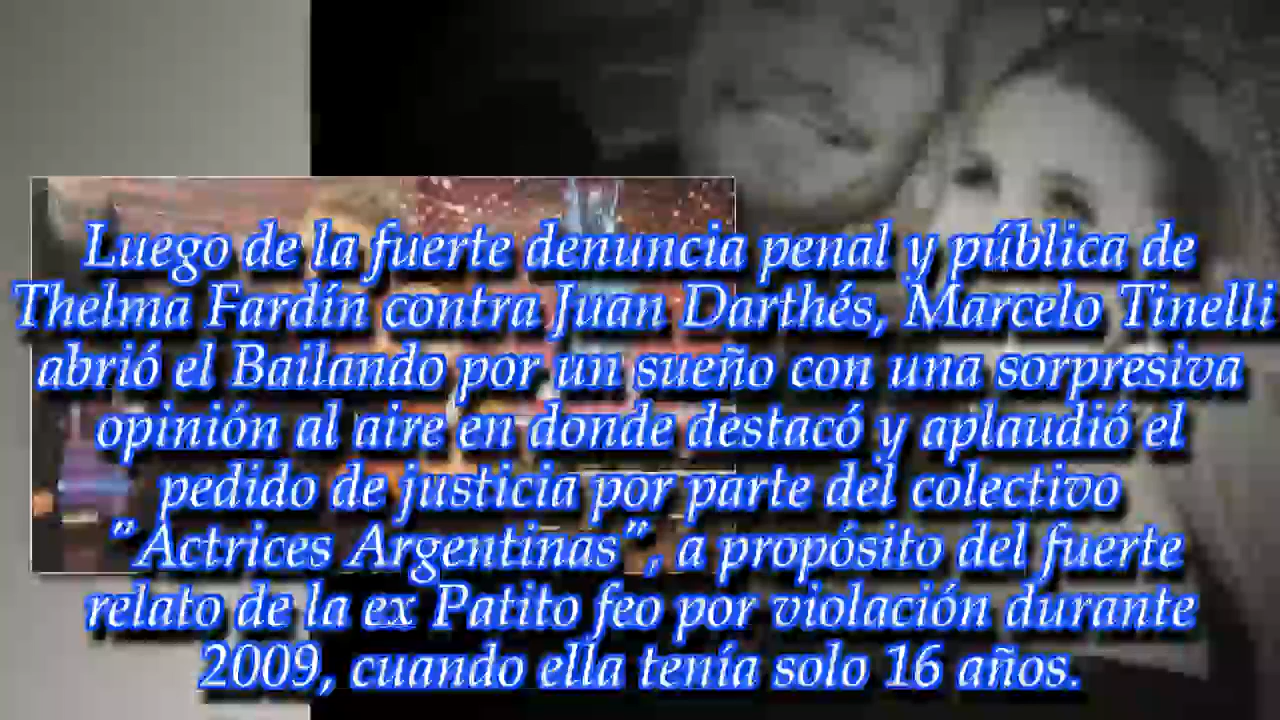 Luego de la fuerte denuncia penal y pública de
Thelma Fardín contra Juan Darthés, Marcelo Tinelli
abrió el Bailando por un sueño con una sorpresiva
opinión al aire en donde destacó y aplaudió el
pedido de justicia por parte del colectivo
"Actrices Argentinas", a propósito del fuerte
relato de la ex Patito feo por violación durante
2009, cuando ella tenía solo 16 años.